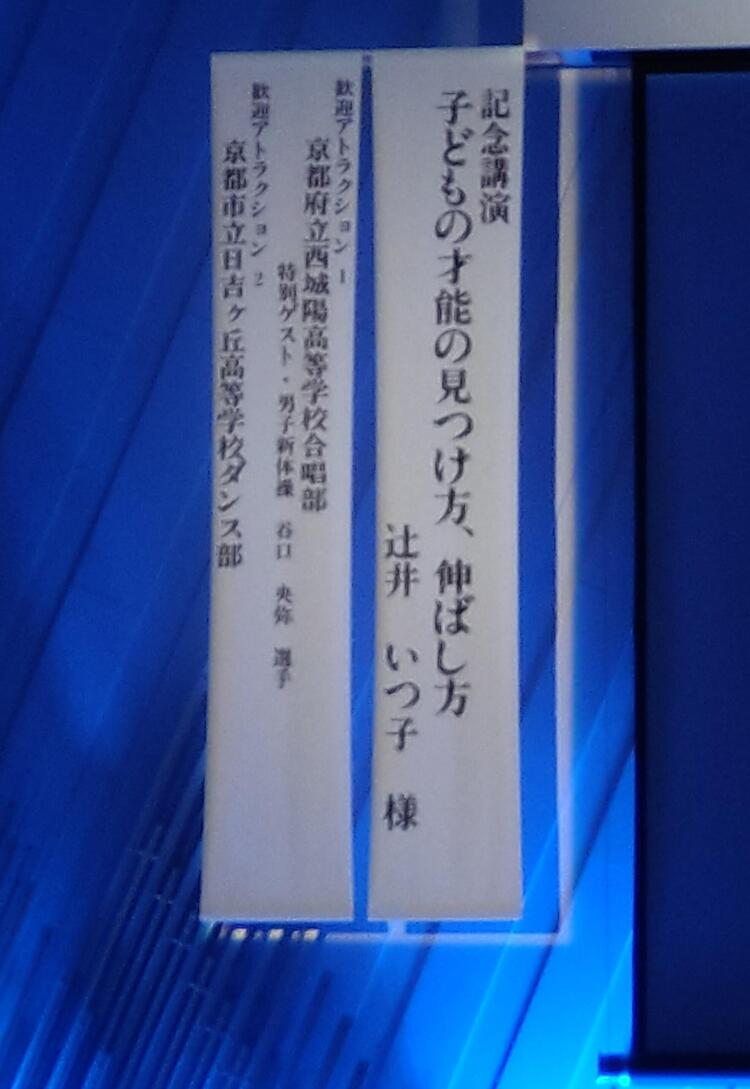 記念講演
子どもの才能の見つけ方、伸ばし方
辻井 いつ子 様
歓迎アトラクション 1
京都府立西城陽高等学校合唱部
特別ゲスト・男子新体操 谷口 央弥 選手
歓迎アトラクション 2
京都市立日吉ヶ丘高等学校ダンス部